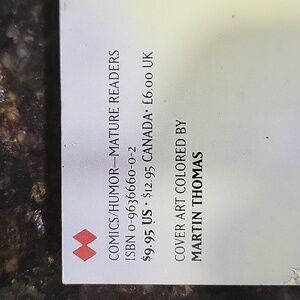 COMICS/HUMOR—MATURE READERS
ISBN 0-9636660-0-2
$9.95 US · $12.95 CANADA · £6.00 UK
COVER ART COLORED BY
MARTIN THOMAS